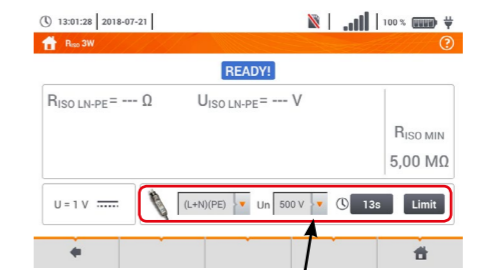 13:01:28 2018-07-21 100 %
RISO 3W
READY!
RISO LN-PE= --- Ω UISO LN-PE= --- V
RISO MIN
5,00 MΩ
U = 1 V (L+N)(PE) Un 500 V 13s Limit